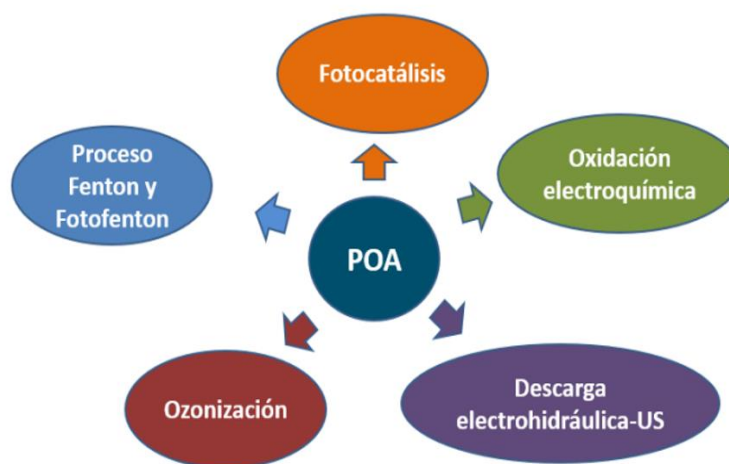 Fotocatálisis
Proceso
Fenton y
Fotofenton
Oxidación
electroquímica
POA
Ozonización
Descarga
electrohidráulica-US